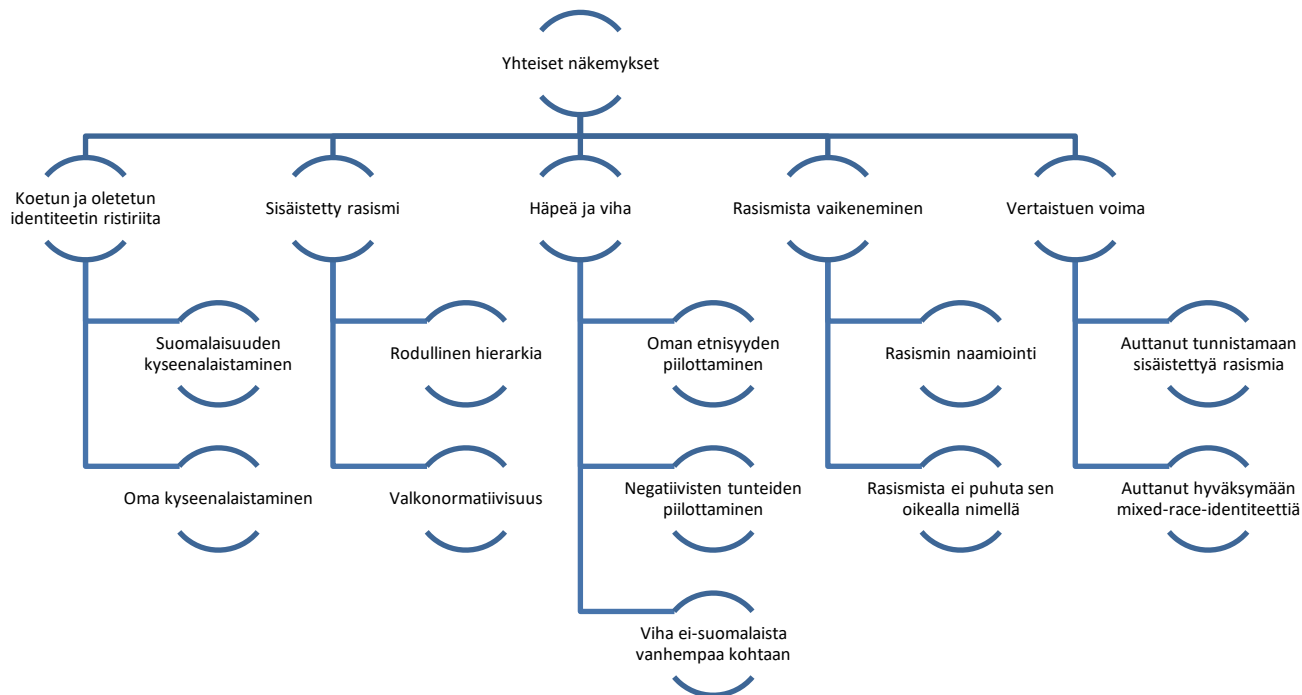 Yhteiset näkemykset
Koetun ja oletetun
identiteetin ristiriita
Sisäistetty rasismi
Häpeä ja viha
Rasismista vaikeneminen
Vertaistuen voima
Suomalaisuuden
kyseenalaistaminen
Rodullinen hierarkia
Oman etnisyyden
piilottaminen
Rasismin naamiointi
Auttanut tunnistamaan
sisäistettyä rasismia
Oma kyseenalaistaminen
Valkonormatiivisuus
Negatiivisten tunteiden
piilottaminen
Rasismista ei puhuta sen
oikealla nimellä
Auttanut hyväksymään
mixed-race-identiteettiä
Viha ei-suomalaista
vanhempaa kohtaan